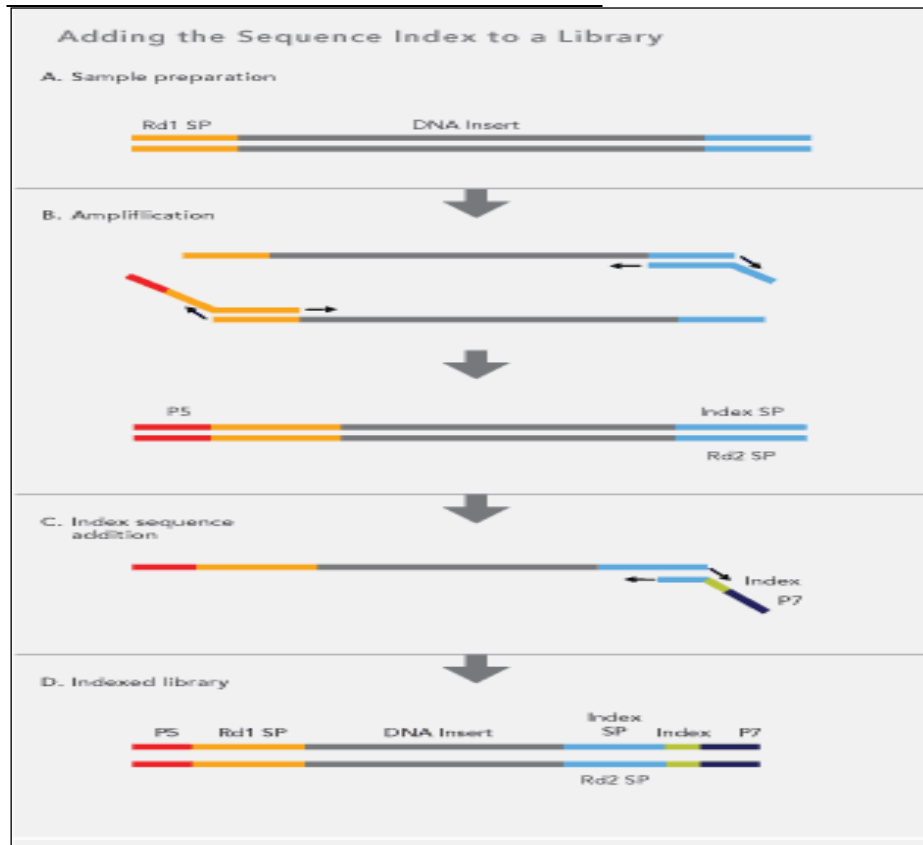 Adding the Sequence Index to a Library
A. Sample preparation
Rd1 SP DNA Insert
B. Ampliflication
P5 Index SP
Rd2 SP
C. Index sequence
addition
Index
P7
D. Indexed library
Index
P5 Rd1 SP DNA Insert SP Index P7
Rd2 SP